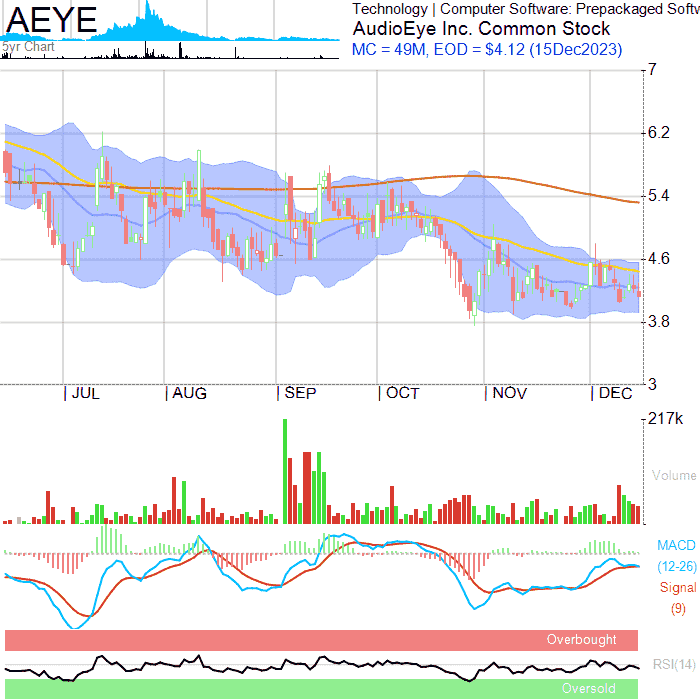 AEYE
5yr Chart
Technology | Computer Software: Prepackaged Softw
AudioEye Inc. Common Stock
MC = 49M, EOD = $4.12 (15Dec2023)
7
6.2
5.4
4.6
3.8
3
JUL AUG SEP OCT NOV DEC
217k
Volume
MACD
(12-26)
Signal
(9)
Overbought
RSI(14)
Oversold